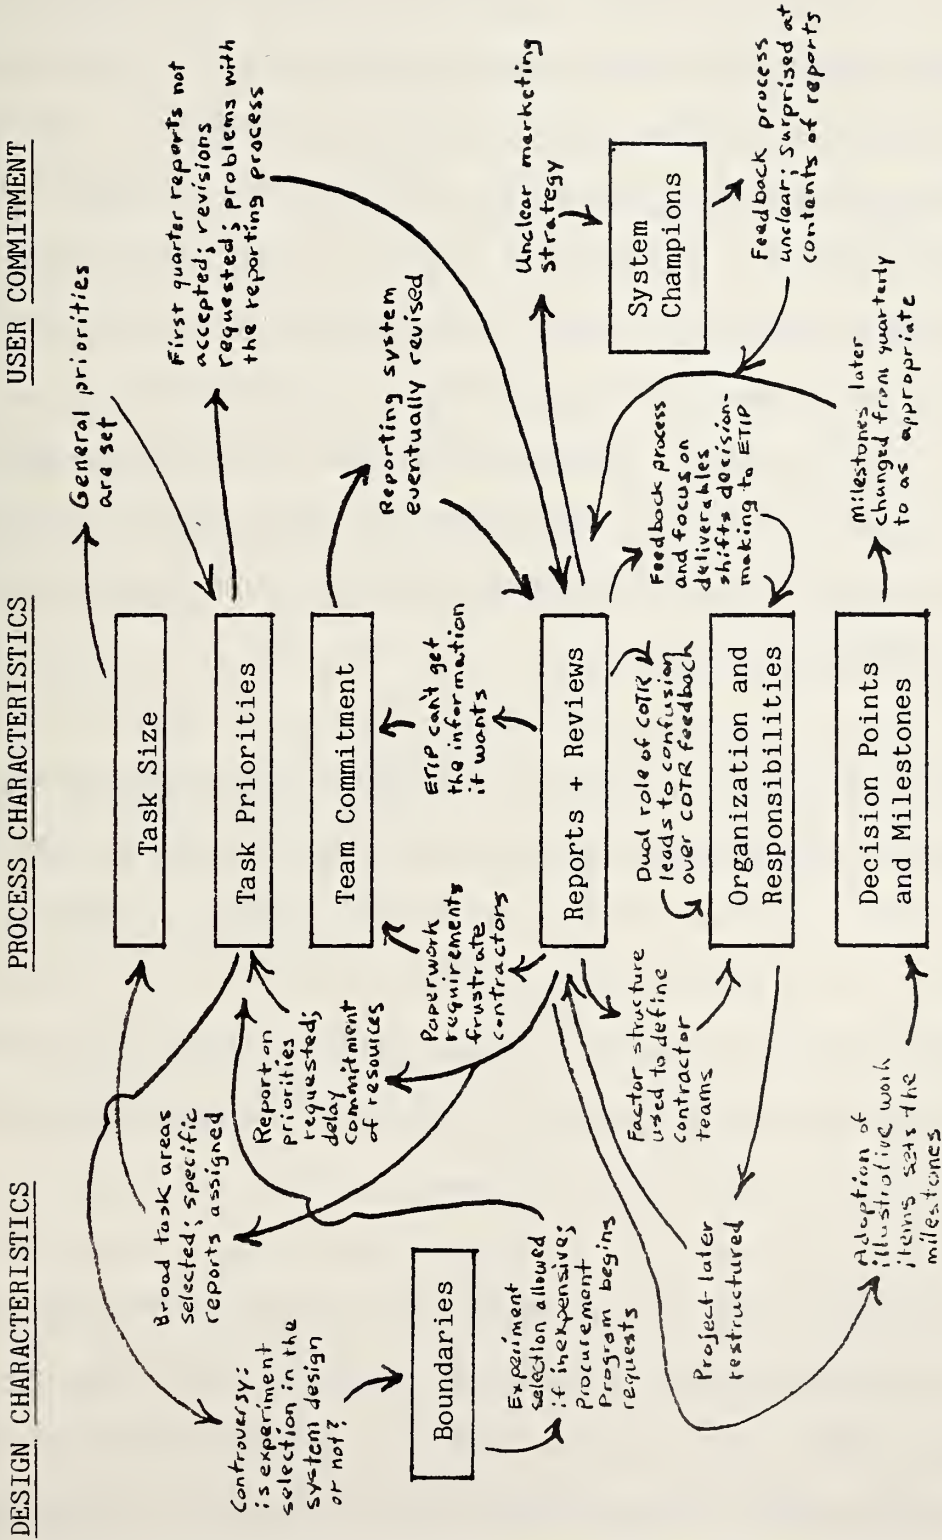 DESIGN CHARACTERISTICS
PROCESS CHARACTERISTICS
USER COMMITMENT
Controversy:
is experiment
selection in the
system design
or not?
Boundaries
Experiment
selection allowed
if inexpensive;
Procurement
Program begins
requests
Broad task areas
selected; specific
reports assigned
Report on
priorities
requested;
delay
commitment
of resources
Project later
restructured
Adoption of
illustrative work
items sets the
milestones
Paperwork
requirements
frustrate
contractors
Factor structure
used to define
contractor
teams
Task Size
Task Priorities
Team Commitment
ETIP can't get
the information
it wants
Reports + Reviews
Dual role of COTR
leads to confusion
over COTR feedback
Organization and
Responsibilities
Decision Points
and Milestones
General priorities
are set
First quarter reports not
accepted; revisions
requested; problems with
the reporting process
Reporting system
eventually revised
Unclear marketing
strategy
System
Champions
Feedback process
unclear; surprised at
contents of reports
Feedback process
and focus on
deliverables
shifts decision-
making to ETIP
Milestones later
changed from quarterly
to as appropriate